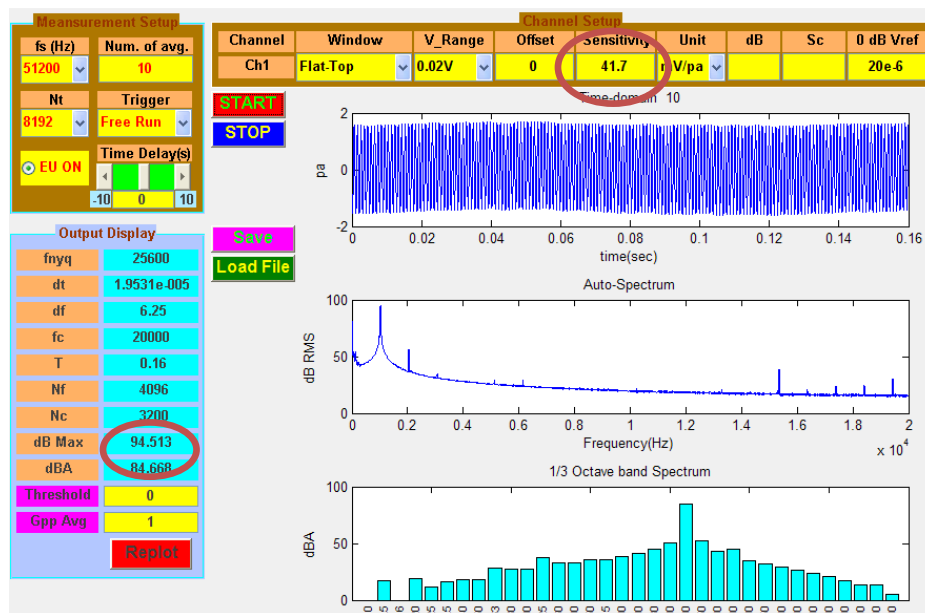 Meansurement Setup
fs (Hz) Num. of avg.
51200 10
Nt Trigger
8192 Free Run
EU ON
Time Delay(s)
-10 0 10
Channel Setup
Channel Window V_Range Offset Sensitivity Unit dB Sc 0 dB Vref
Ch1 Flat-Top 0.02V 0 41.7 mV/pa 20e-6
START
STOP
Save
Load File
Output Display
fnyq 25600
dt 1.9531e-005
df 6.25
fc 20000
T 0.16
Nf 4096
Nc 3200
dB Max 94.513
dBA 84.668
Threshold 0
Gpp Avg 1
Replot
Time-domain 10
2
0
-2
pa
0 0.02 0.04 0.06 0.08 0.1 0.12 0.14 0.16
time(sec)
Auto-Spectrum
100
50
0
dB RMS
0 0.2 0.4 0.6 0.8 1 1.2 1.4 1.6 1.8 2
Frequency(Hz)
x 10^4
1/3 Octave band Spectrum
100
50
0
dBA